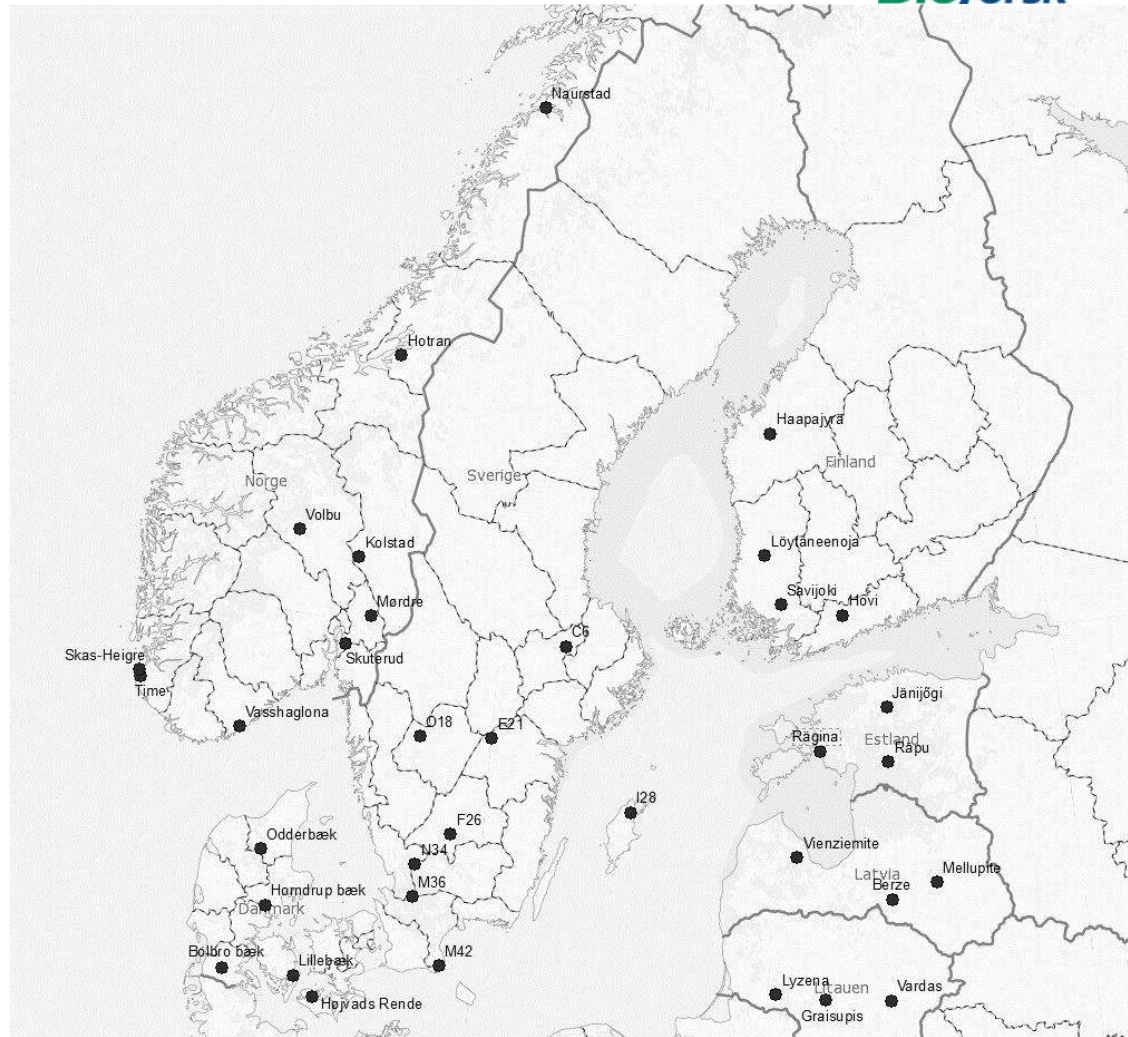 Naurstad
Hotran
Haapajyrä
Finland
Norge
Sverige
Volbu
Kolstad
Löytäneenoja
Mørdre
Savijoki
Hovi
Skuterud
C6
Skas-Heigre
Time
Vasshaglona
O18
E21
Jänijõgi
Rägina
Estland
Räpu
I28
F26
Odderbæk
N34
Vienziemite
M36
Latvia
Mellupite
Horndrup bæk
Danmark
Berze
Bolbro bæk
Lillebæk
M42
Højvads Rende
Lyzena
Litauen
Vardas
Graisupis